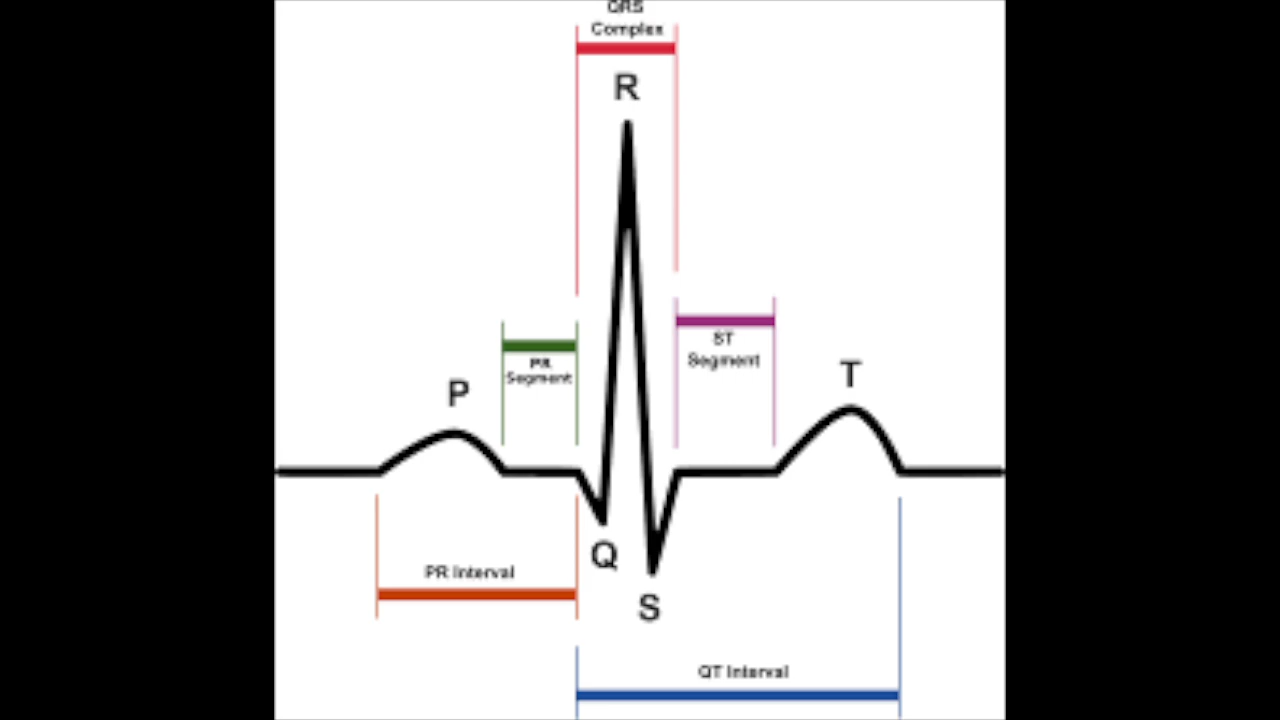 QRS
Complex
R
ST
Segment
PR
Segment
T
P
Q
PR Interval
S
QT Interval